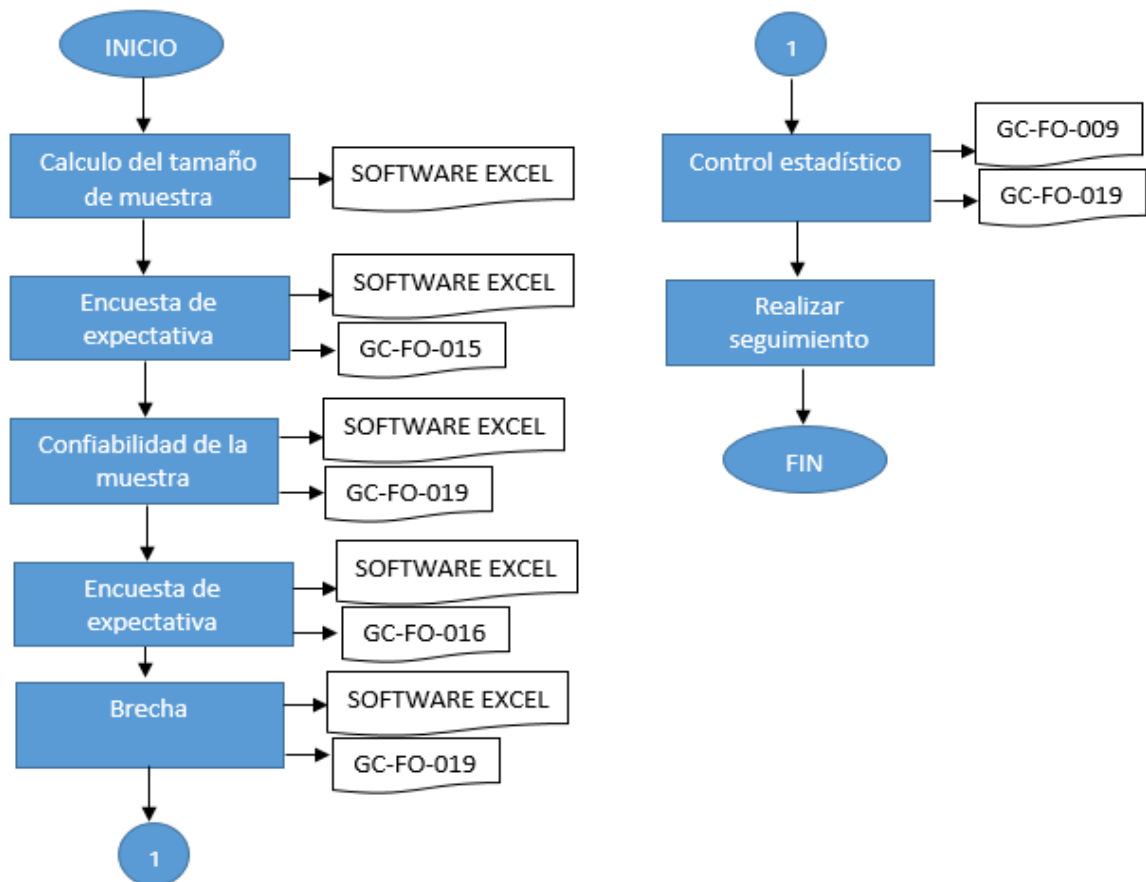 INICIO
Calculo del tamaño
de muestra
SOFTWARE EXCEL
Encuesta de
expectativa
SOFTWARE EXCEL
GC-FO-015
Confiabilidad de la
muestra
SOFTWARE EXCEL
GC-FO-019
Encuesta de
expectativa
SOFTWARE EXCEL
GC-FO-016
Brecha
SOFTWARE EXCEL
GC-FO-019
1
1
Control estadístico
GC-FO-009
GC-FO-019
Realizar
seguimiento
FIN